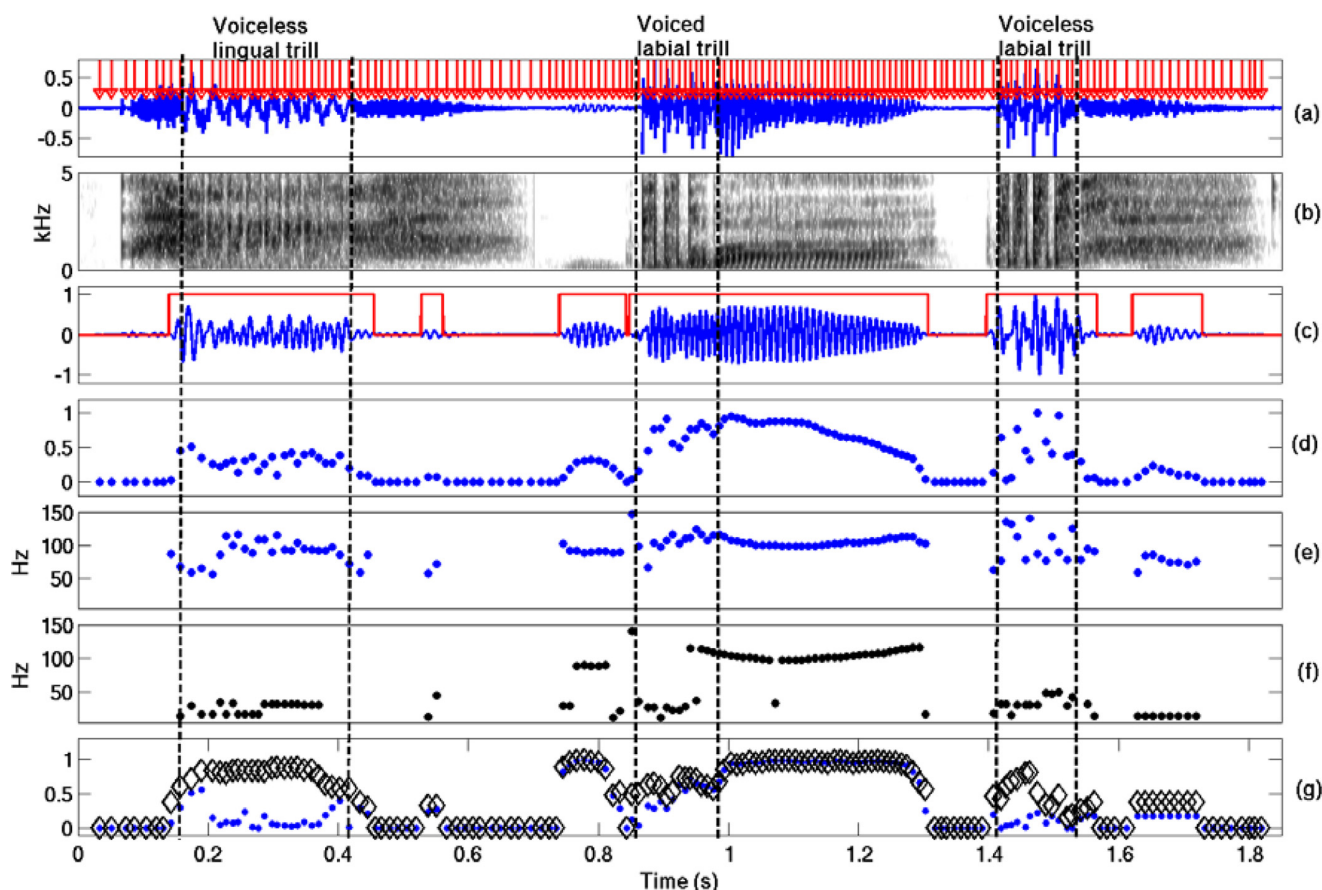 Voiceless
lingual trill
Voiced
labial trill
Voiceless
labial trill
0.5
0
-0.5
(a)
5
kHz
0
(b)
1
0
-1
(c)
1
0.5
0
(d)
150
Hz
100
50
(e)
150
Hz
100
50
(f)
1
0.5
0
(g)
0 0.2 0.4 0.6 0.8 1 1.2 1.4 1.6 1.8
Time (s)